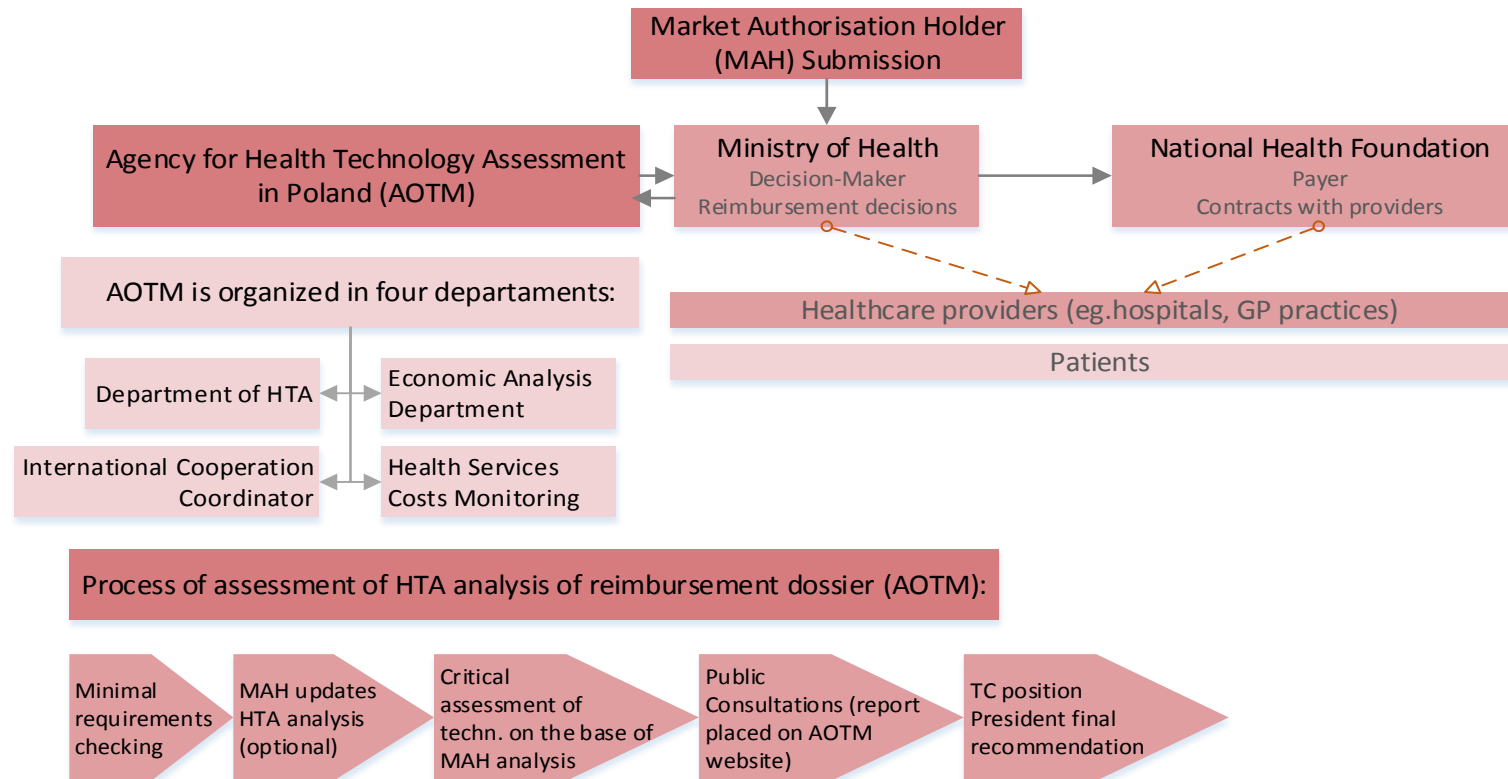 Market Authorisation Holder
(MAH) Submission
Agency for Health Technology Assessment
in Poland (AOTM)
Ministry of Health
Decision-Maker
Reimbursement decisions
National Health Foundation
Payer
Contracts with providers
AOTM is organized in four departaments:
Healthcare providers (eg.hospitals, GP practices)
Patients
Department of HTA
Economic Analysis
Department
International Cooperation
Coordinator
Health Services
Costs Monitoring
Process of assessment of HTA analysis of reimbursement dossier (AOTM):
Minimal
requirements
checking
MAH updates
HTA analysis
(optional)
Critical
assessment of
techn. on the base of
MAH analysis
Public
Consultations (report
placed on AOTM
website)
TC position
President final
recommendation